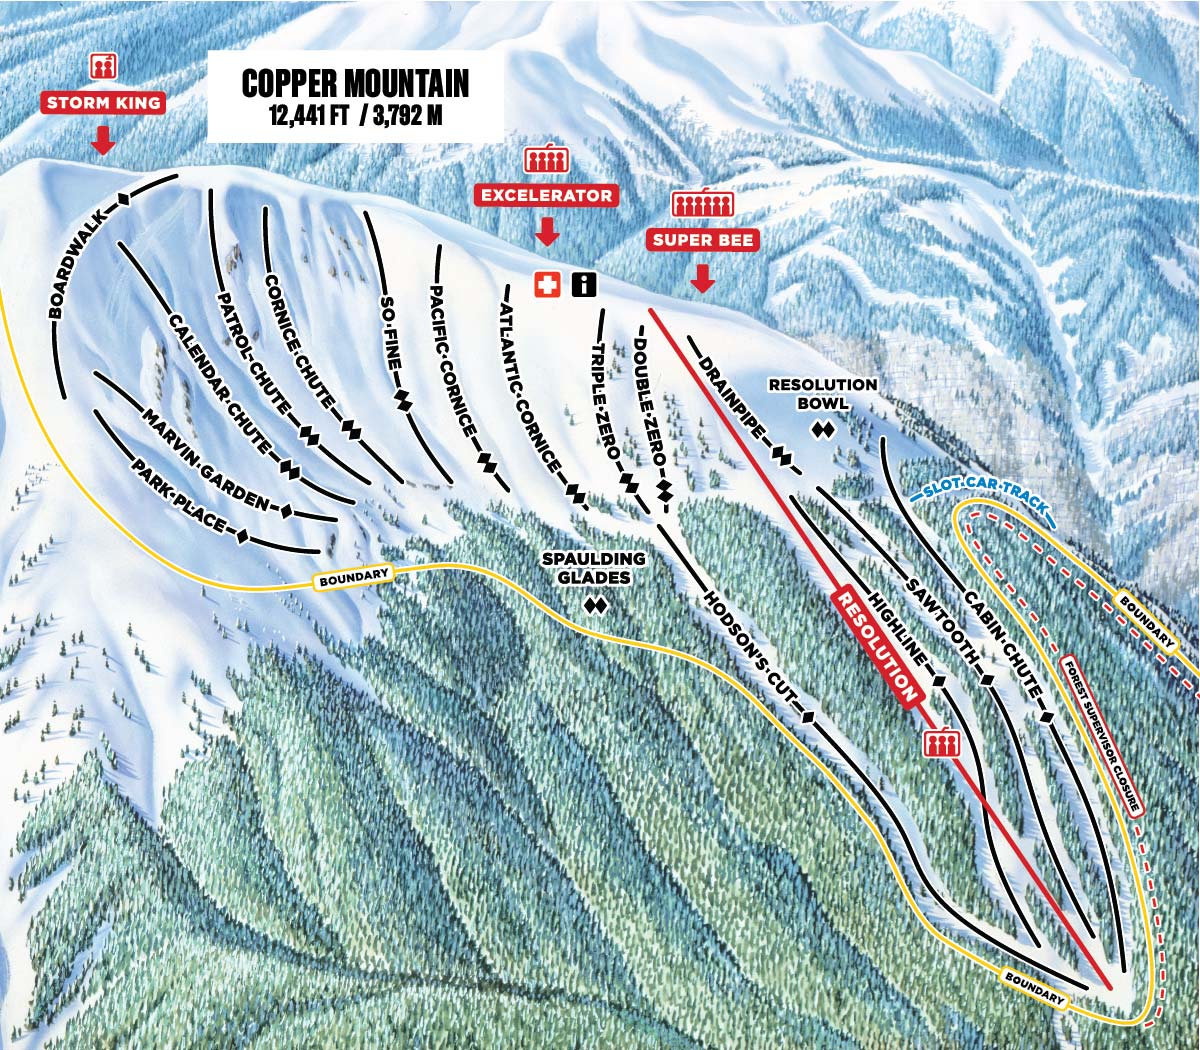 COPPER MOUNTAIN
12,441 FT / 3,792 M
STORM KING
EXCELERATOR
SUPER BEE
BOARDWALK
CALENDAR·CHUTE
PATROL·CHUTE
CORNICE·CHUTE
SO·FINE
PACIFIC·CORNICE
ATLANTIC·CORNICE
TRIPLE·ZERO
DOUBLE·ZERO
DRAINPIPE
RESOLUTION
BOWL
MARVIN·GARDEN
PARK·PLACE
SLOT·CAR·TRACK
BOUNDARY
SPAULDING
GLADES
HODSON'S·CUT
RESOLUTION
HIGHLINE
SAWTOOTH
CABIN·CHUTE
BOUNDARY
FOREST SUPERVISOR CLOSURE
BOUNDARY